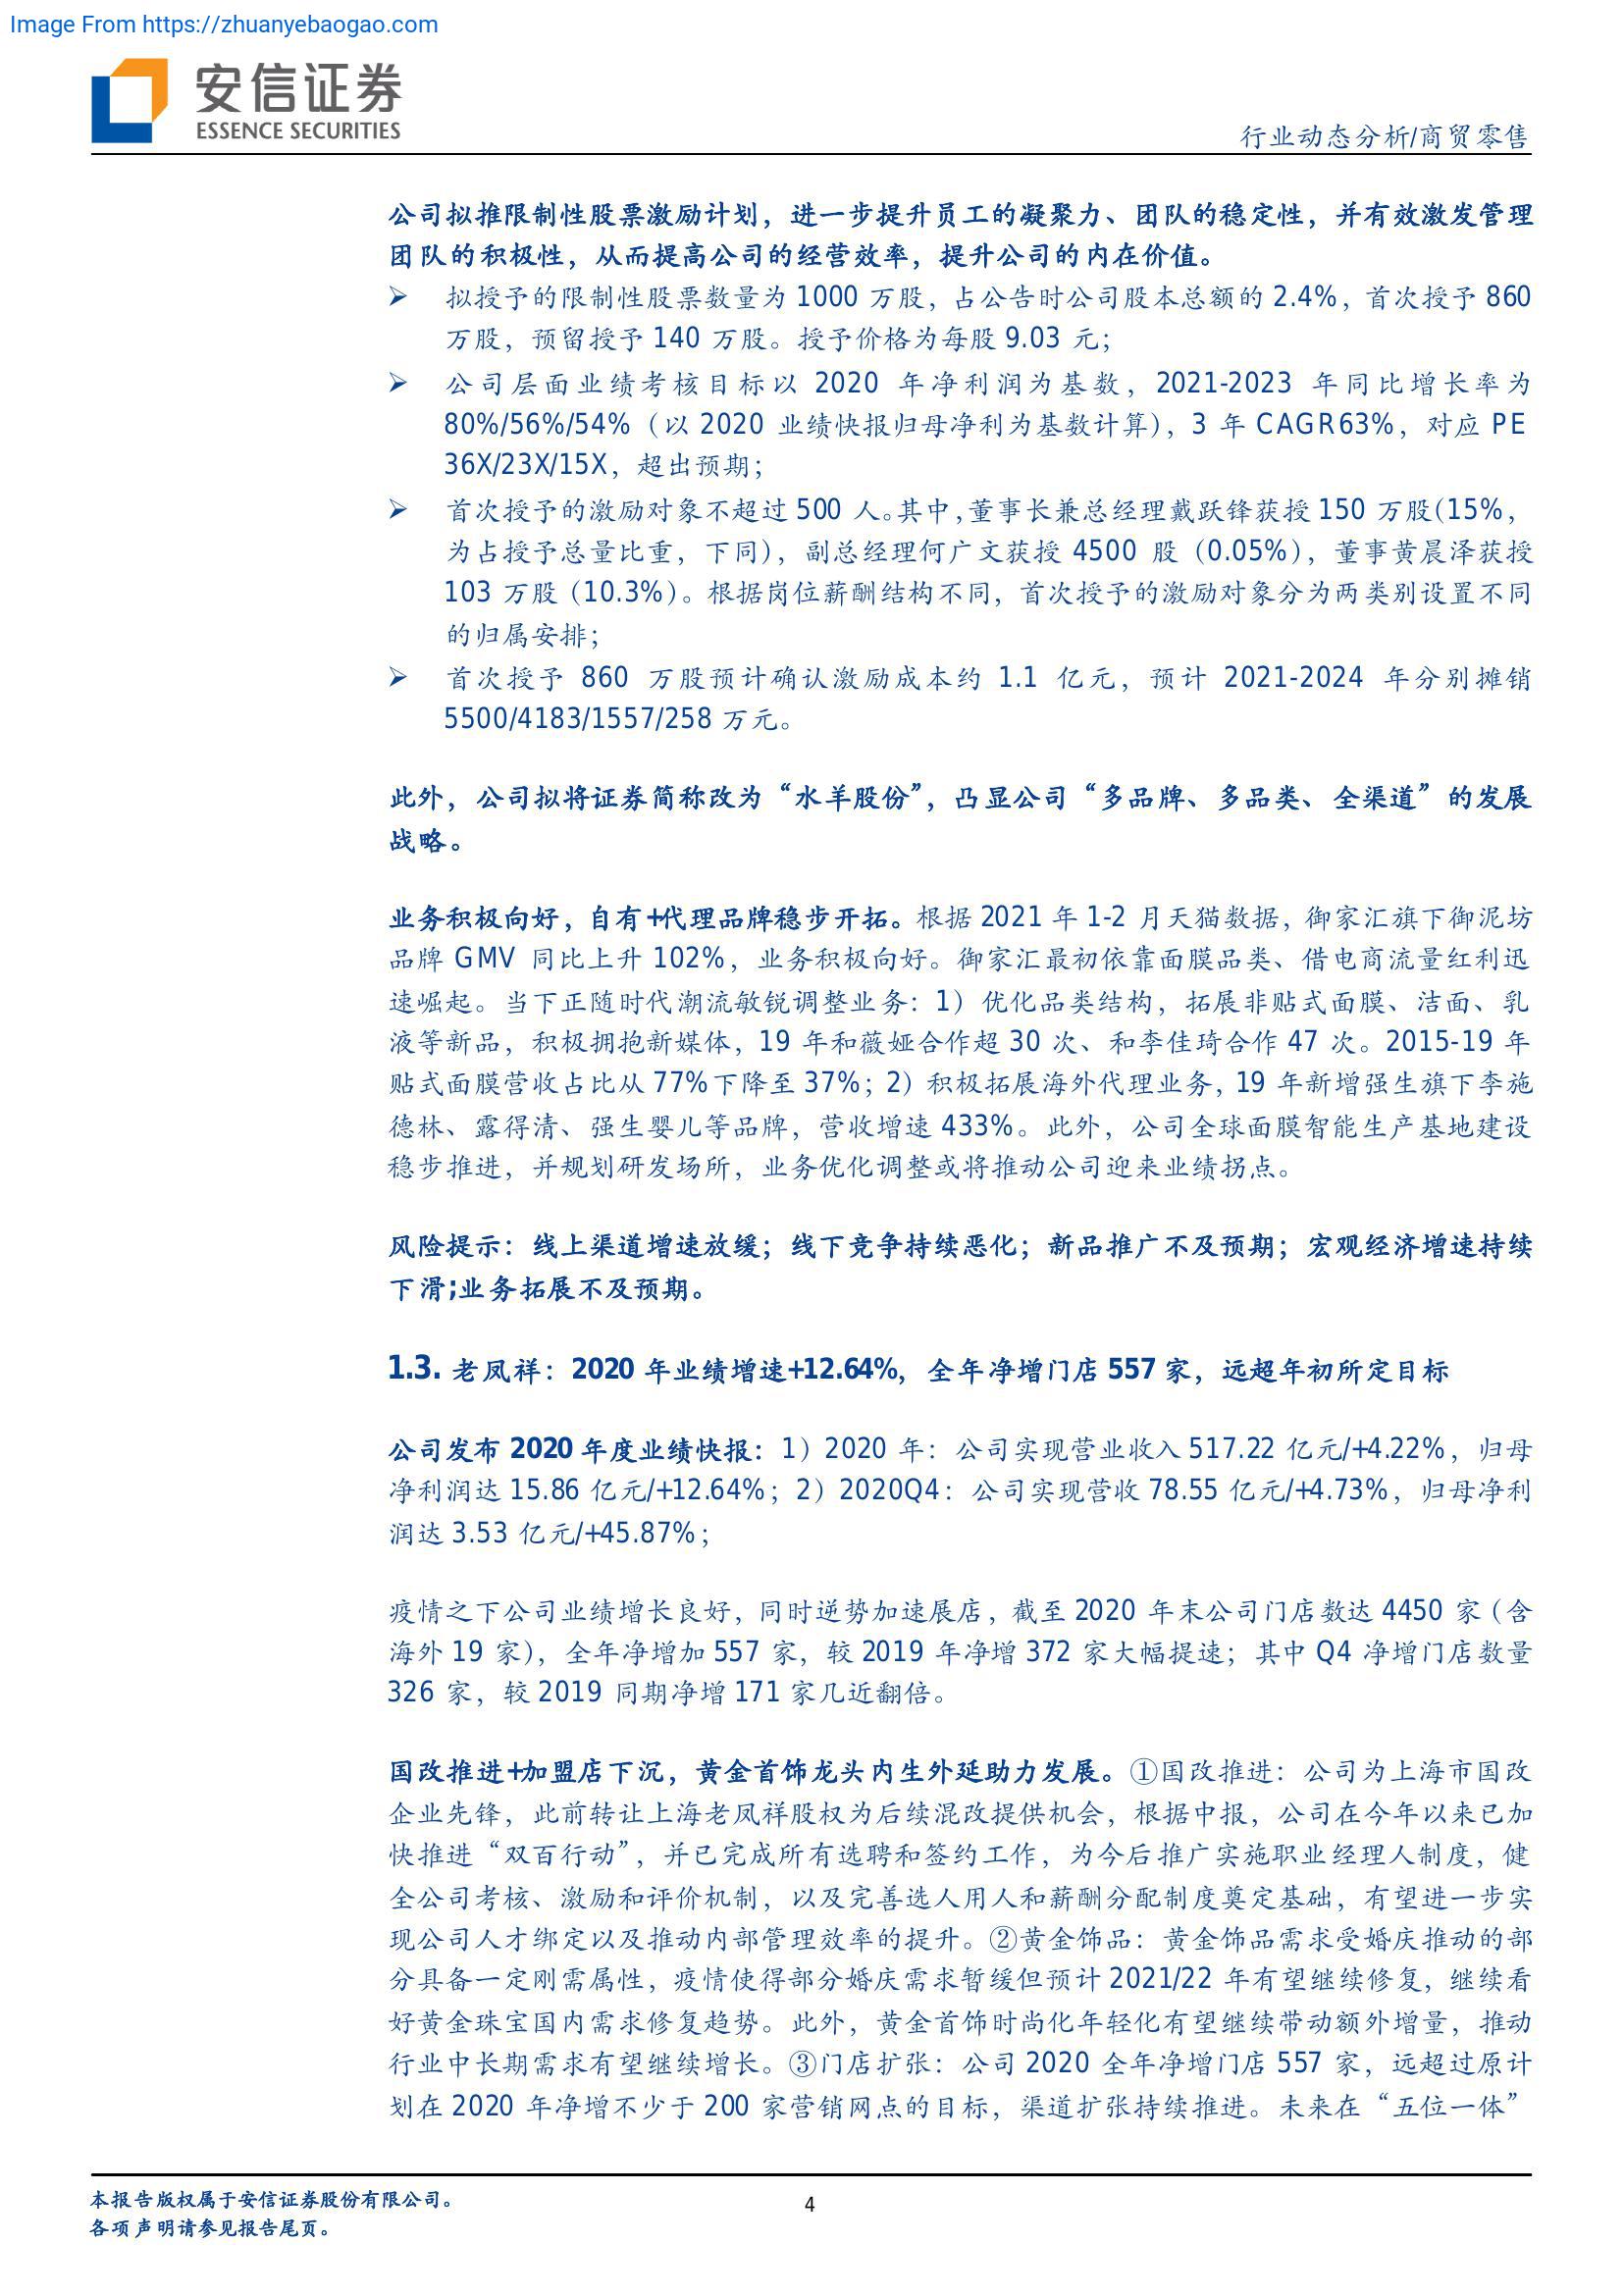 Image From https://zhuanyebaogao.com
安信证券
ESSENCE SECURITIES
行业动态分析/商贸零售
公司拟推限制性股票激励计划，进一步提升员工的凝聚力、团队的稳定性，并有效激发管理
团队的积极性，从而提高公司的经营效率，提升公司的内在价值。
➢ 拟授予的限制性股票数量为 1000 万股，占公告时公司股本总额的 2.4%，首次授予 860
万股，预留授予 140 万股。授予价格为每股 9.03 元；
➢ 公司层面业绩考核目标以 2020 年净利润为基数，2021-2023 年同比增长率为
80%/56%/54%（以 2020 业绩快报归母净利为基数计算），3 年 CAGR63%，对应 PE
36X/23X/15X，超出预期；
➢ 首次授予的激励对象不超过 500 人。其中，董事长兼总经理戴跃锋获授 150 万股（15%，
为占授予总量比重，下同），副总经理何广文获授 4500 股（0.05%），董事黄晨泽获授
103 万股（10.3%）。根据岗位薪酬结构不同，首次授予的激励对象分为两类别设置不同
的归属安排；
➢ 首次授予 860 万股预计确认激励成本约 1.1 亿元，预计 2021-2024 年分别摊销
5500/4183/1557/258 万元。
此外，公司拟将证券简称改为“水羊股份”，凸显公司“多品牌、多品类、全渠道”的发展
战略。
业务积极向好，自有+代理品牌稳步开拓。根据 2021 年 1-2 月天猫数据，御家汇旗下御泥坊
品牌 GMV 同比上升 102%，业务积极向好。御家汇最初依靠面膜品类、借电商流量红利迅
速崛起。当下正随时代潮流敏锐调整业务：1）优化品类结构，拓展非贴式面膜、洁面、乳
液等新品，积极拥抱新媒体，19 年和薇娅合作超 30 次、和李佳琦合作 47 次。2015-19 年
贴式面膜营收占比从 77%下降至 37%；2）积极拓展海外代理业务，19 年新增强生旗下李施
德林、露得清、强生婴儿等品牌，营收增速 433%。此外，公司全球面膜智能生产基地建设
稳步推进，并规划研发场所，业务优化调整或将推动公司迎来业绩拐点。
风险提示：线上渠道增速放缓；线下竞争持续恶化；新品推广不及预期；宏观经济增速持续
下滑;业务拓展不及预期。
1.3. 老凤祥：2020 年业绩增速+12.64%，全年净增门店 557 家，远超年初所定目标
公司发布 2020 年度业绩快报：1）2020 年：公司实现营业收入 517.22 亿元/+4.22%，归母
净利润达 15.86 亿元/+12.64%；2）2020Q4：公司实现营收 78.55 亿元/+4.73%，归母净利
润达 3.53 亿元/+45.87%；
疫情之下公司业绩增长良好，同时逆势加速展店，截至 2020 年末公司门店数达 4450 家（含
海外 19 家），全年净增加 557 家，较 2019 年净增 372 家大幅提速；其中 Q4 净增门店数量
326 家，较 2019 同期净增 171 家几近翻倍。
国改推进+加盟店下沉，黄金首饰龙头内生外延助力发展。①国改推进：公司为上海市国改
企业先锋，此前转让上海老凤祥股权为后续混改提供机会，根据中报，公司在今年以来已加
快推进“双百行动”，并已完成所有选聘和签约工作，为今后推广实施职业经理人制度，健
全公司考核、激励和评价机制，以及完善选人用人和薪酬分配制度奠定基础，有望进一步实
现公司人才绑定以及推动内部管理效率的提升。②黄金饰品：黄金饰品需求受婚庆推动的部
分具备一定刚需属性，疫情使得部分婚庆需求暂缓但预计 2021/22 年有望继续修复，继续看
好黄金珠宝国内需求修复趋势。此外，黄金首饰时尚化年轻化有望继续带动额外增量，推动
行业中长期需求有望继续增长。③门店扩张：公司 2020 全年净增门店 557 家，远超过原计
划在 2020 年净增不少于 200 家营销网点的目标，渠道扩张持续推进。未来在“五位一体”
本报告版权属于安信证券股份有限公司。
各项声明请参见报告尾页。
4